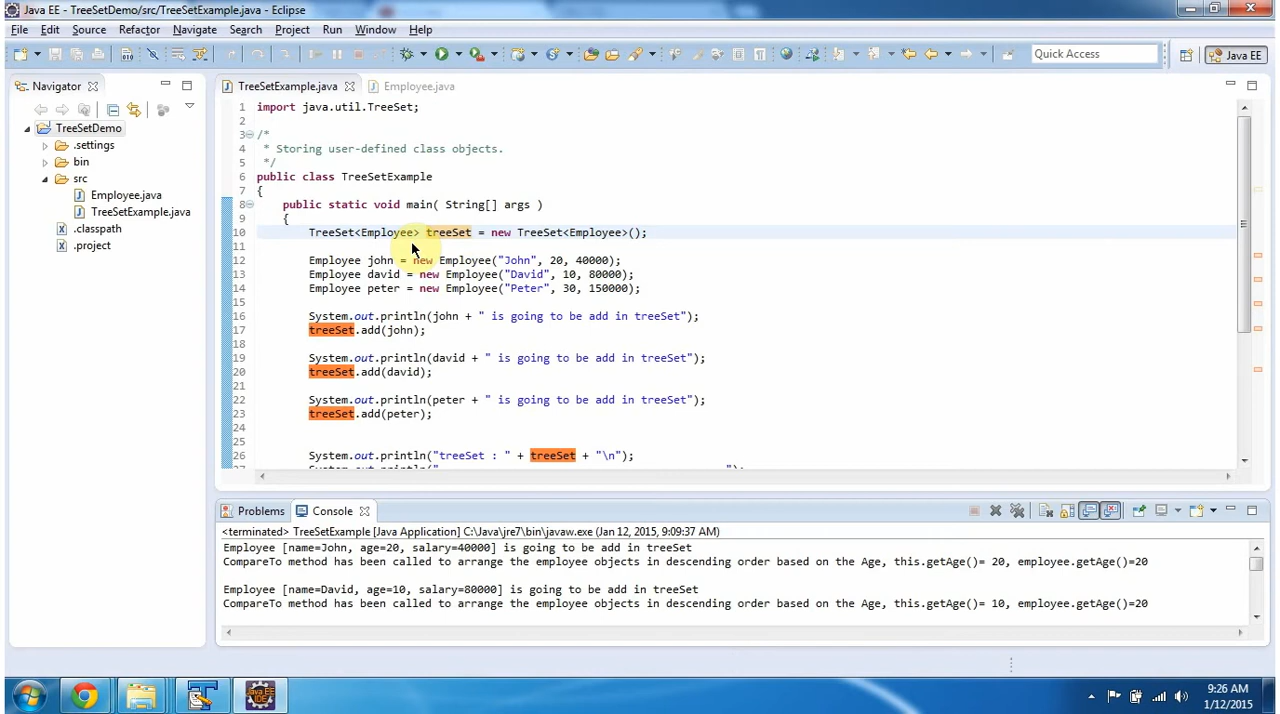 Java EE - TreeSetDemo/src/TreeSetExample.java - Eclipse
File Edit Source Refactor Navigate Search Project Run Window Help
Quick Access
Java EE
Navigator
TreeSetExample.java
Employee.java
TreeSetDemo
.settings
bin
src
Employee.java
TreeSetExample.java
.classpath
.project
1 import java.util.TreeSet;
2
3 /*
4 * Storing user-defined class objects.
5 */
6 public class TreeSetExample
7 {
8 public static void main( String[] args )
9 {
10 TreeSet<Employee> treeSet = new TreeSet<Employee>();
11
12 Employee john = new Employee("John", 20, 40000);
13 Employee david = new Employee("David", 10, 80000);
14 Employee peter = new Employee("Peter", 30, 150000);
15
16 System.out.println(john + " is going to be add in treeSet");
17 treeSet.add(john);
18
19 System.out.println(david + " is going to be add in treeSet");
20 treeSet.add(david);
21
22 System.out.println(peter + " is going to be add in treeSet");
23 treeSet.add(peter);
24
25
26 System.out.println("treeSet : " + treeSet + "\n");
Problems
Console
<terminated> TreeSetExample [Java Application] C:\Java\jre7\bin\javaw.exe (Jan 12, 2015, 9:09:37 AM)
Employee [name=John, age=20, salary=40000] is going to be add in treeSet
CompareTo method has been called to arrange the employee objects in descending order based on the Age, this.getAge()= 20, employee.getAge()=20
Employee [name=David, age=10, salary=80000] is going to be add in treeSet
CompareTo method has been called to arrange the employee objects in descending order based on the Age, this.getAge()= 10, employee.getAge()=20
Java EE
IDE
9:26 AM
1/12/2015